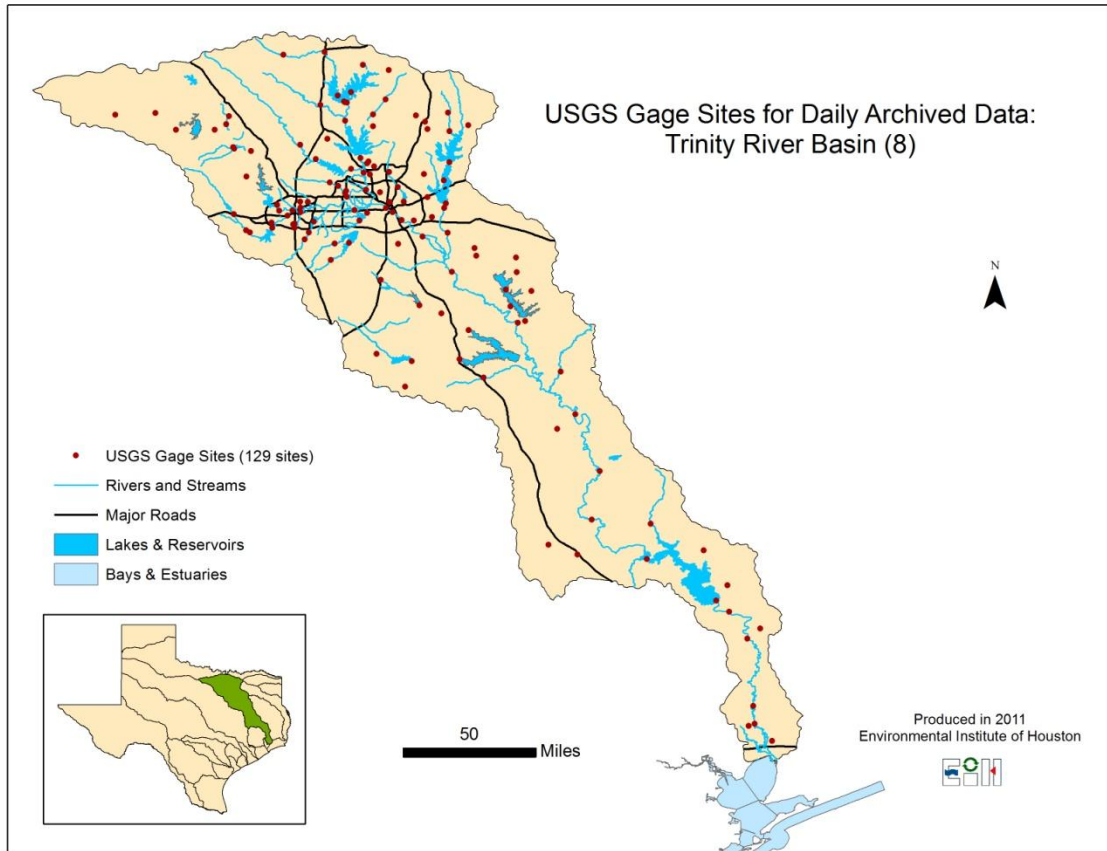 USGS Gage Sites for Daily Archived Data:
Trinity River Basin (8)
N
USGS Gage Sites (129 sites)
Rivers and Streams
Major Roads
Lakes & Reservoirs
Bays & Estuaries
50
Miles
Produced in 2011
Environmental Institute of Houston
EIH